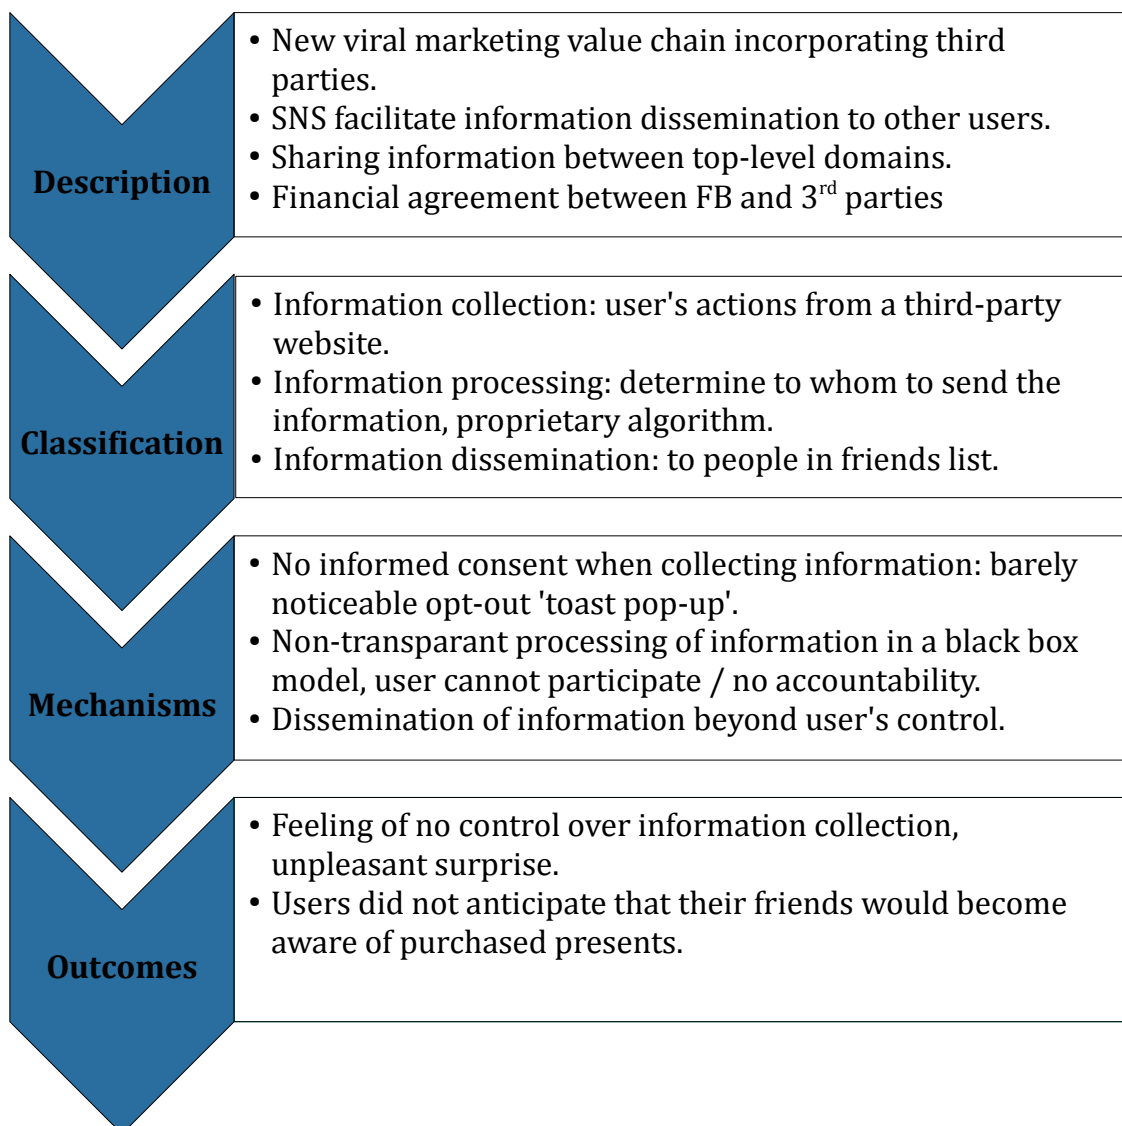 Description
• New viral marketing value chain incorporating third
parties.
• SNS facilitate information dissemination to other users.
• Sharing information between top-level domains.
• Financial agreement between FB and 3rd parties
Classification
• Information collection: user's actions from a third-party
website.
• Information processing: determine to whom to send the
information, proprietary algorithm.
• Information dissemination: to people in friends list.
Mechanisms
• No informed consent when collecting information: barely
noticeable opt-out 'toast pop-up'.
• Non-transparant processing of information in a black box
model, user cannot participate / no accountability.
• Dissemination of information beyond user's control.
Outcomes
• Feeling of no control over information collection,
unpleasant surprise.
• Users did not anticipate that their friends would become
aware of purchased presents.